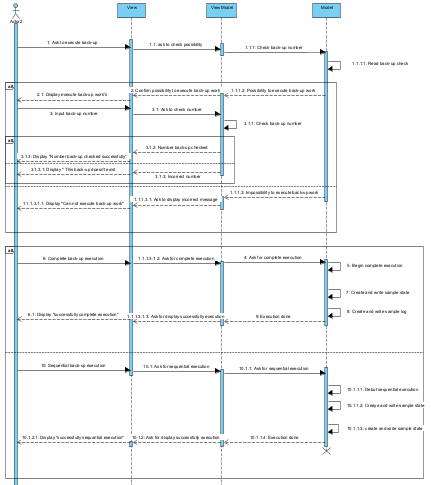 View
ViewModel
Model
1: Ask to execute back-up
1.1: ask to check possibility
1.1.1: Check back-up number
1.1.1.1: Read back-up check
alt
2: Confirm possibility to execute back-up work
1.1.1.2: Possibility to execute back-up work
2.1: Display execute back-up work
3: Input back-up number
3.1: Ask to check number
3.1.1: Check back-up number
alt
3.1.2: Number back-up checked
3.1.3: Display "Number back-up checked successfully"
3.1.3.1: Display "This back-up doesn't exist
3.1.3: Incorrect number
1.1.1.3: Impossibility to execute back-up work
1.1.1.3.1: Ask to display incorrect message
1.1.1.3.1.1: Display "Can not execute back-up work"
alt
6: Complete back-up execution
1.1.1.3.1.2: Ask for complete execution
4: Ask for complete execution
5: Begin complete execution
7: Create and write sample state
8: Create and write sample log
6.1: Display "successfully complete execution"
1.1.1.3.1.3: Ask for display successfully execution
9: Execution done
10: Sequential back-up execution
10.1: Ask for sequential execution
10.1.1: Ask for sequential execution
10.1.1.1: Debut sequential execution
10.1.1.2: Create and write sample state
10.1.1.3: create and write sample state
10.1.2.1: Display "successfully sequential execution"
10.1.2: Ask for display successfully execution
10.1.1.4: Execution done